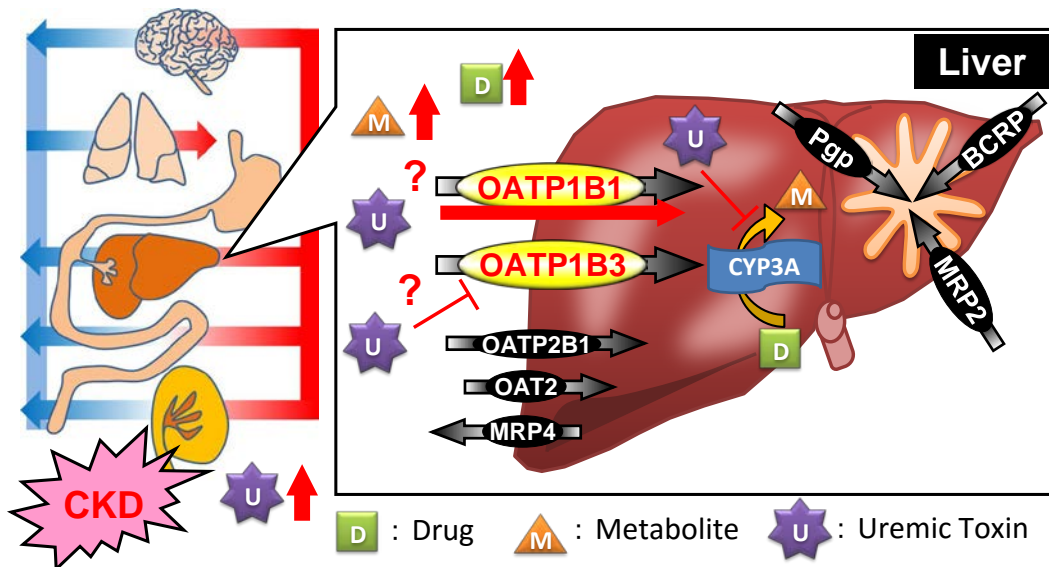 Liver
D
M
U
Pgp
BCRP
?
OATP1B1
M
U
OATP1B3
CYP3A
MRP2
?
U
OATP2B1
D
OAT2
MRP4
CKD
U
D : Drug
M : Metabolite
U : Uremic Toxin